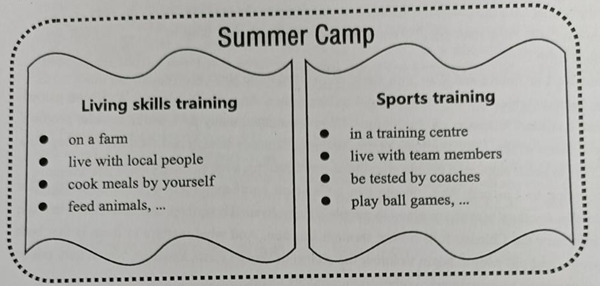 Summer Camp
Living skills training
● on a farm
● live with local people
● cook meals by yourself
● feed animals, ...
Sports training
● in a training centre
● live with team members
● be tested by coaches
● play ball games, ...